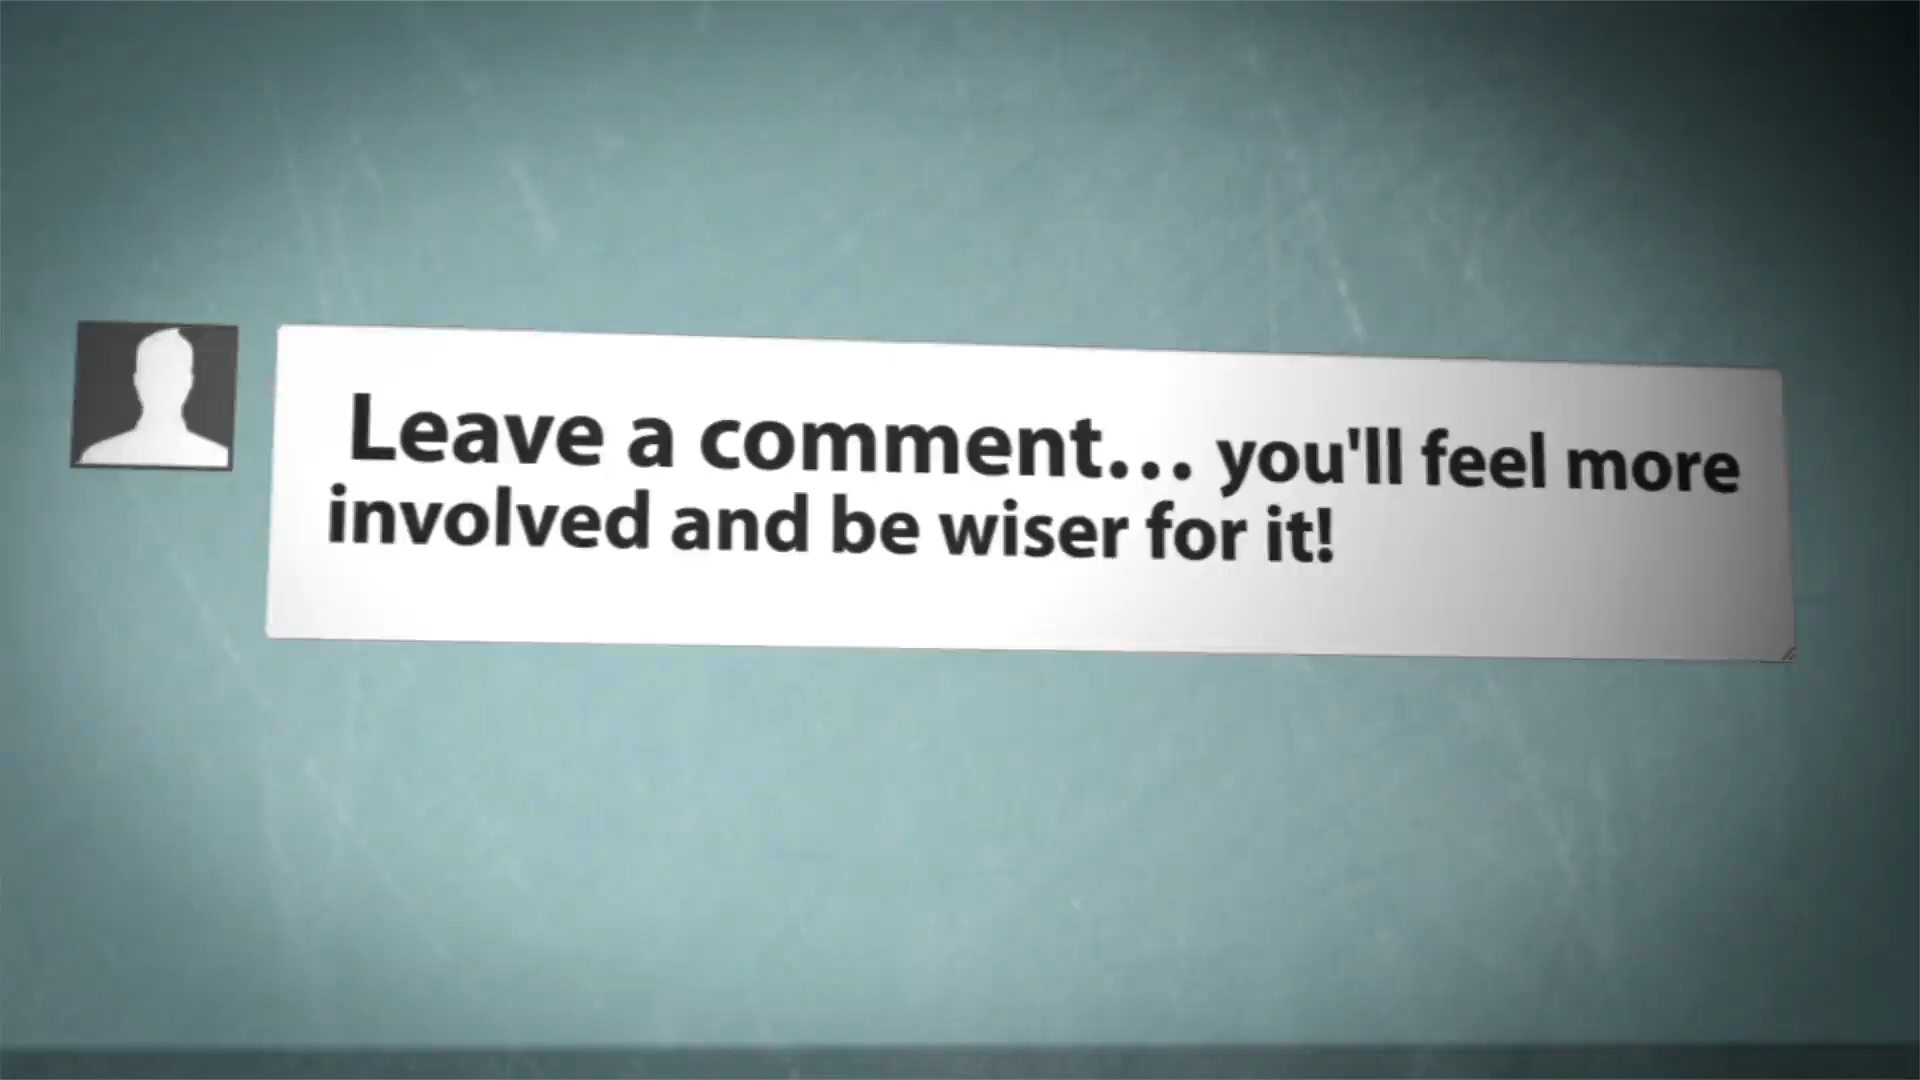 Leave a comment… you'll feel more
involved and be wiser for it!